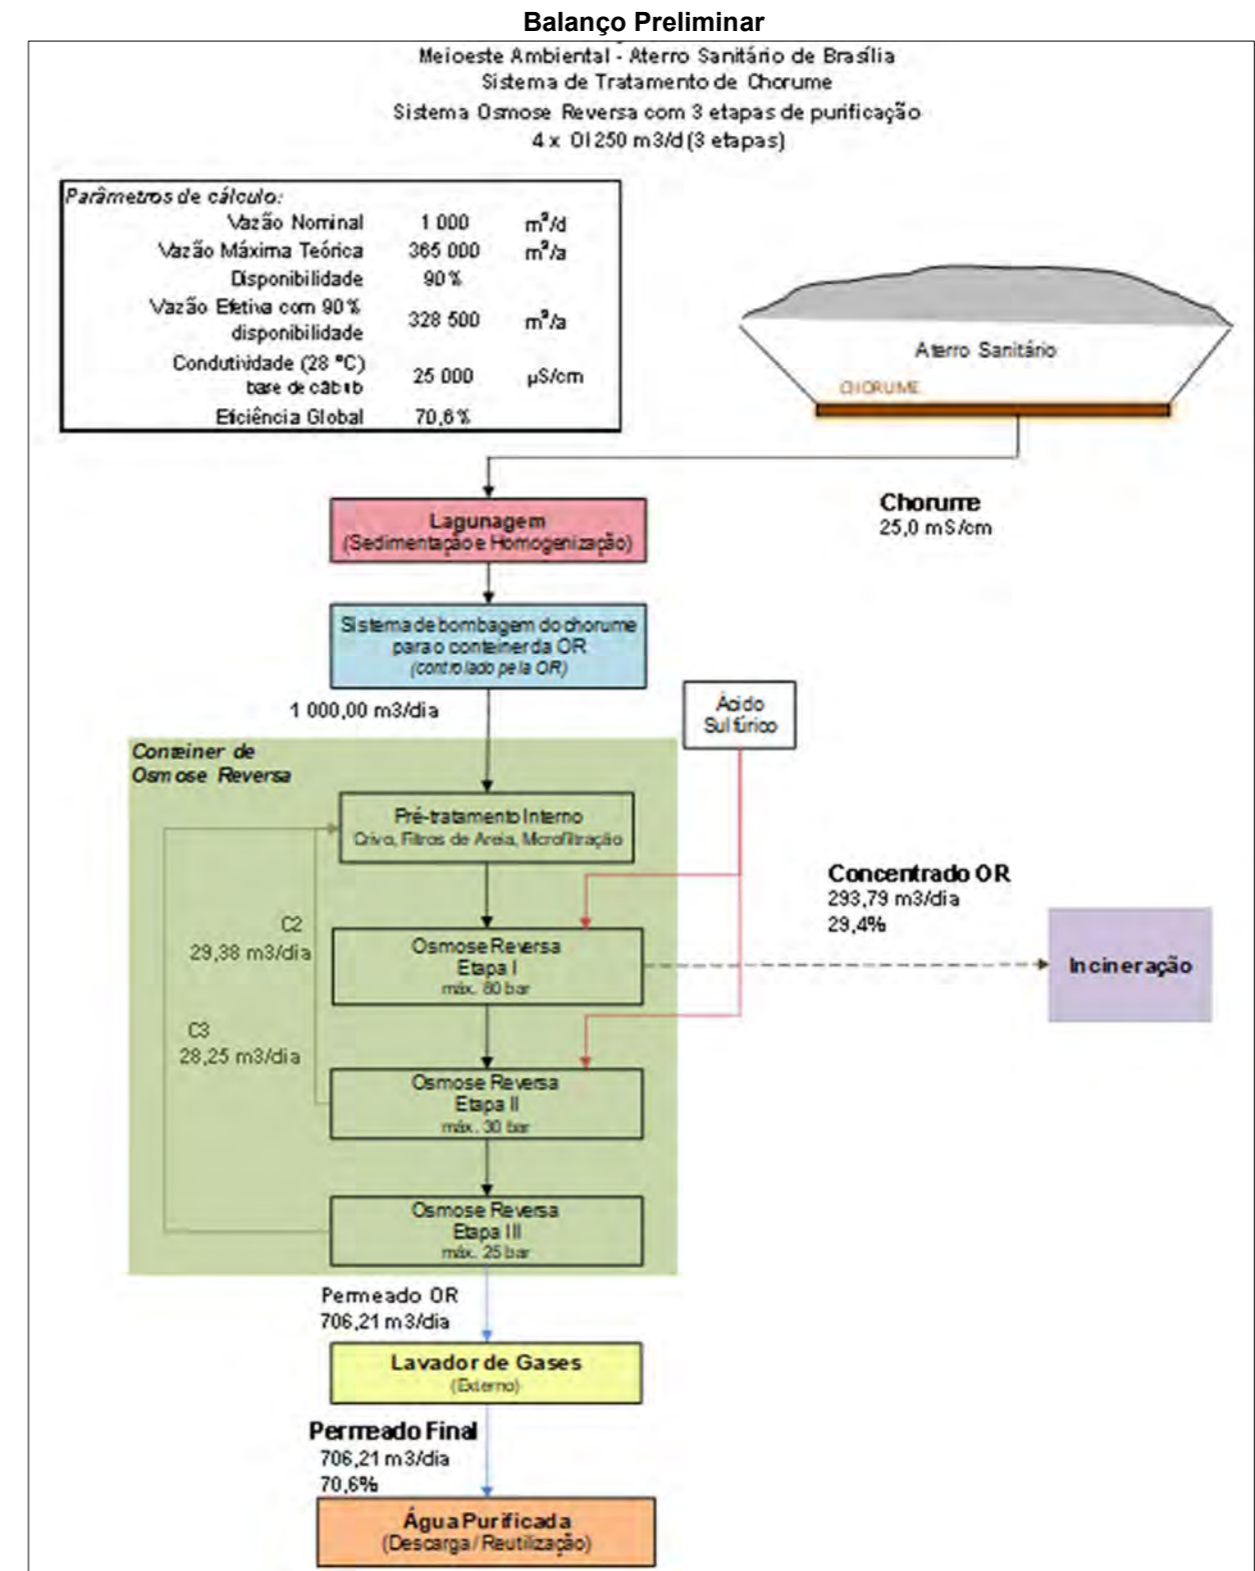 Balanço Preliminar
Meioeste Ambiental - Aterro Sanitário de Brasília
Sistema de Tratamento de Chorume
Sistema Osmose Reversa com 3 etapas de purificação
4 x OI 250 m3/d (3 etapas)
Parâmetros de cálculo:
Vazão Nominal 1 000 m³/d
Vazão Máxima Teórica 365 000 m³/a
Disponibilidade 90%
Vazão Efetiva com 90%
disponibilidade 328 500 m³/a
Condutividade (28 °C)
base de cálculo 25 000 µS/cm
Eficiência Global 70,6%
Aterro Sanitário
CHORUME
Chorume
25,0 mS/cm
Lagunagem
(Sedimentação e Homogenização)
Sistema de bombagem do chorume
para o conteiner da OR
(controlado pela OR)
1 000,00 m3/dia
Ácido
Sulfúrico
Conteiner de
Osmose Reversa
Pré-tratamento Interno
Crivo, Filtros de Areia, Microfiltração
Concentrado OR
293,79 m3/dia
29,4%
C2
29,38 m3/dia
Osmose Reversa
Etapa I
máx. 60 bar
Incineração
C3
28,25 m3/dia
Osmose Reversa
Etapa II
máx. 30 bar
Osmose Reversa
Etapa III
máx. 25 bar
Permeado OR
706,21 m3/dia
Lavador de Gases
(Externo)
Permeado Final
706,21 m3/dia
70,6%
Água Purificada
(Descarga / Reutilização)